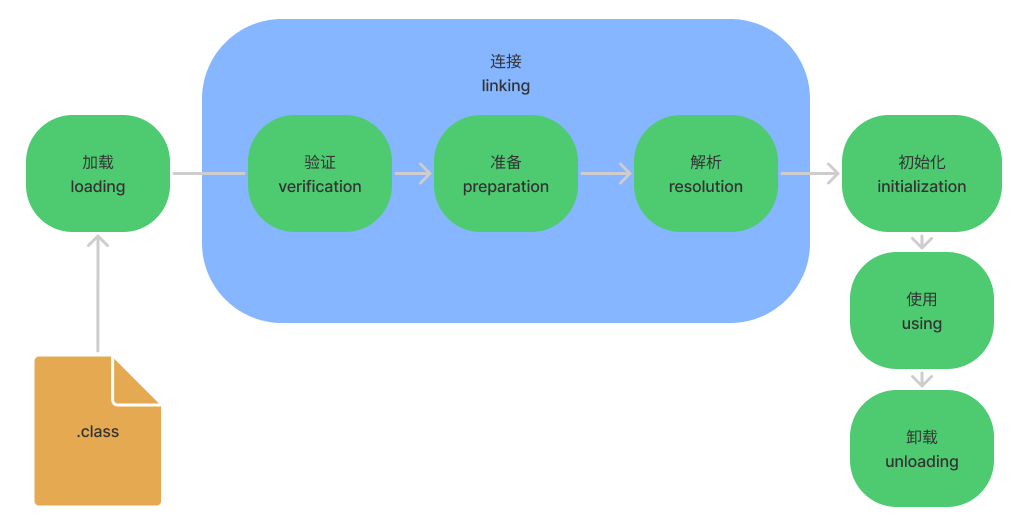 连接
linking
加载
loading
验证
verification
准备
preparation
解析
resolution
初始化
initialization
使用
using
.class
卸载
unloading